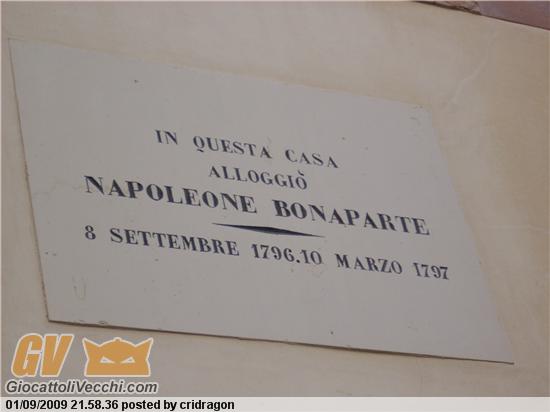 IN QUESTA CASA
ALLOGGIÒ
NAPOLEONE BONAPARTE
8 SETTEMBRE 1796.10 MARZO 1797
GV
GiocattoliVecchi.com
01/09/2009 21.58.36 posted by cridragon